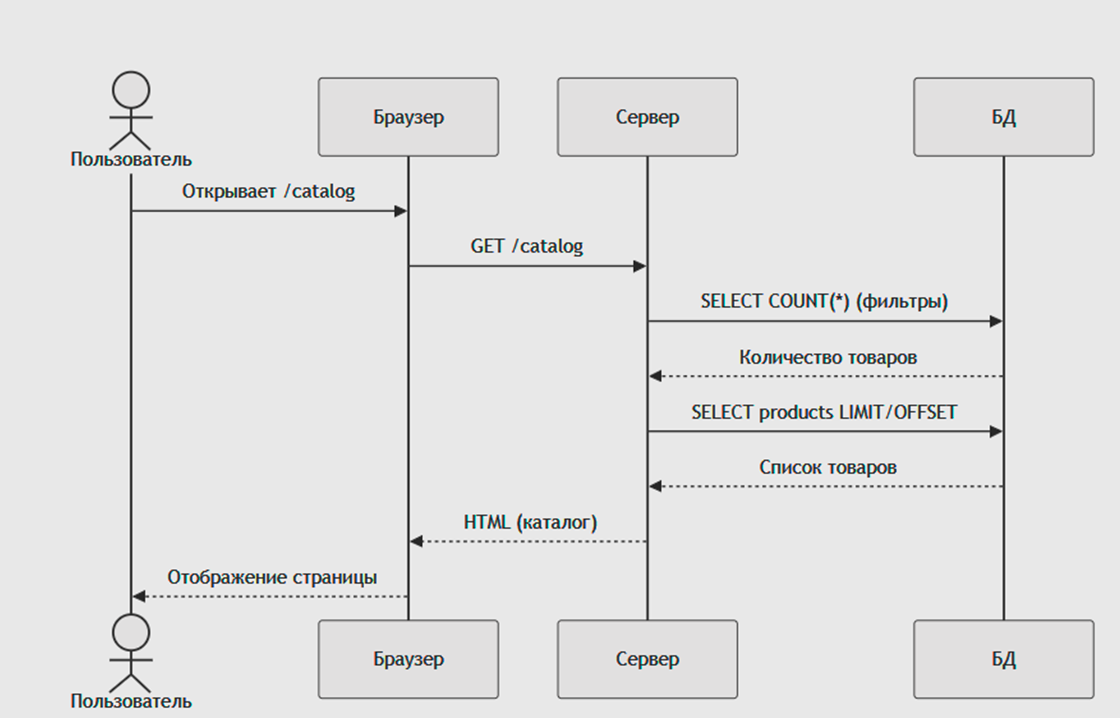 Пользователь
Браузер
Сервер
БД
Открывает /catalog
GET /catalog
SELECT COUNT(*) (фильтры)
Количество товаров
SELECT products LIMIT/OFFSET
Список товаров
HTML (каталог)
Отображение страницы
Пользователь
Браузер
Сервер
БД